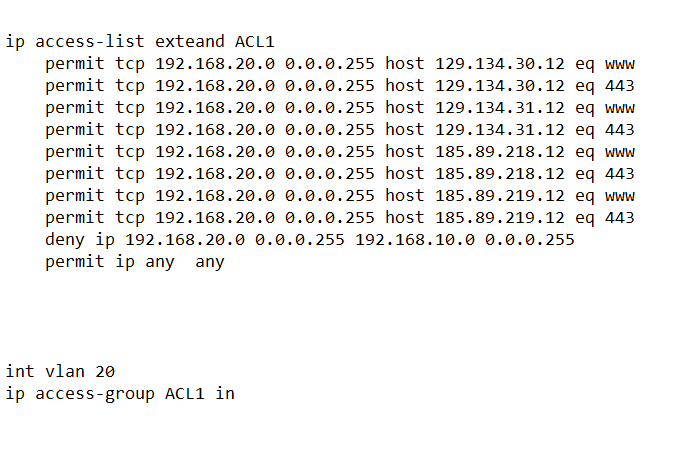 ip access-list exteand ACL1
permit tcp 192.168.20.0 0.0.0.255 host 129.134.30.12 eq www
permit tcp 192.168.20.0 0.0.0.255 host 129.134.30.12 eq 443
permit tcp 192.168.20.0 0.0.0.255 host 129.134.31.12 eq www
permit tcp 192.168.20.0 0.0.0.255 host 129.134.31.12 eq 443
permit tcp 192.168.20.0 0.0.0.255 host 185.89.218.12 eq www
permit tcp 192.168.20.0 0.0.0.255 host 185.89.218.12 eq 443
permit tcp 192.168.20.0 0.0.0.255 host 185.89.219.12 eq www
permit tcp 192.168.20.0 0.0.0.255 host 185.89.219.12 eq 443
deny ip 192.168.20.0 0.0.0.255 192.168.10.0 0.0.0.255
permit ip any  any
int vlan 20
ip access-group ACL1 in